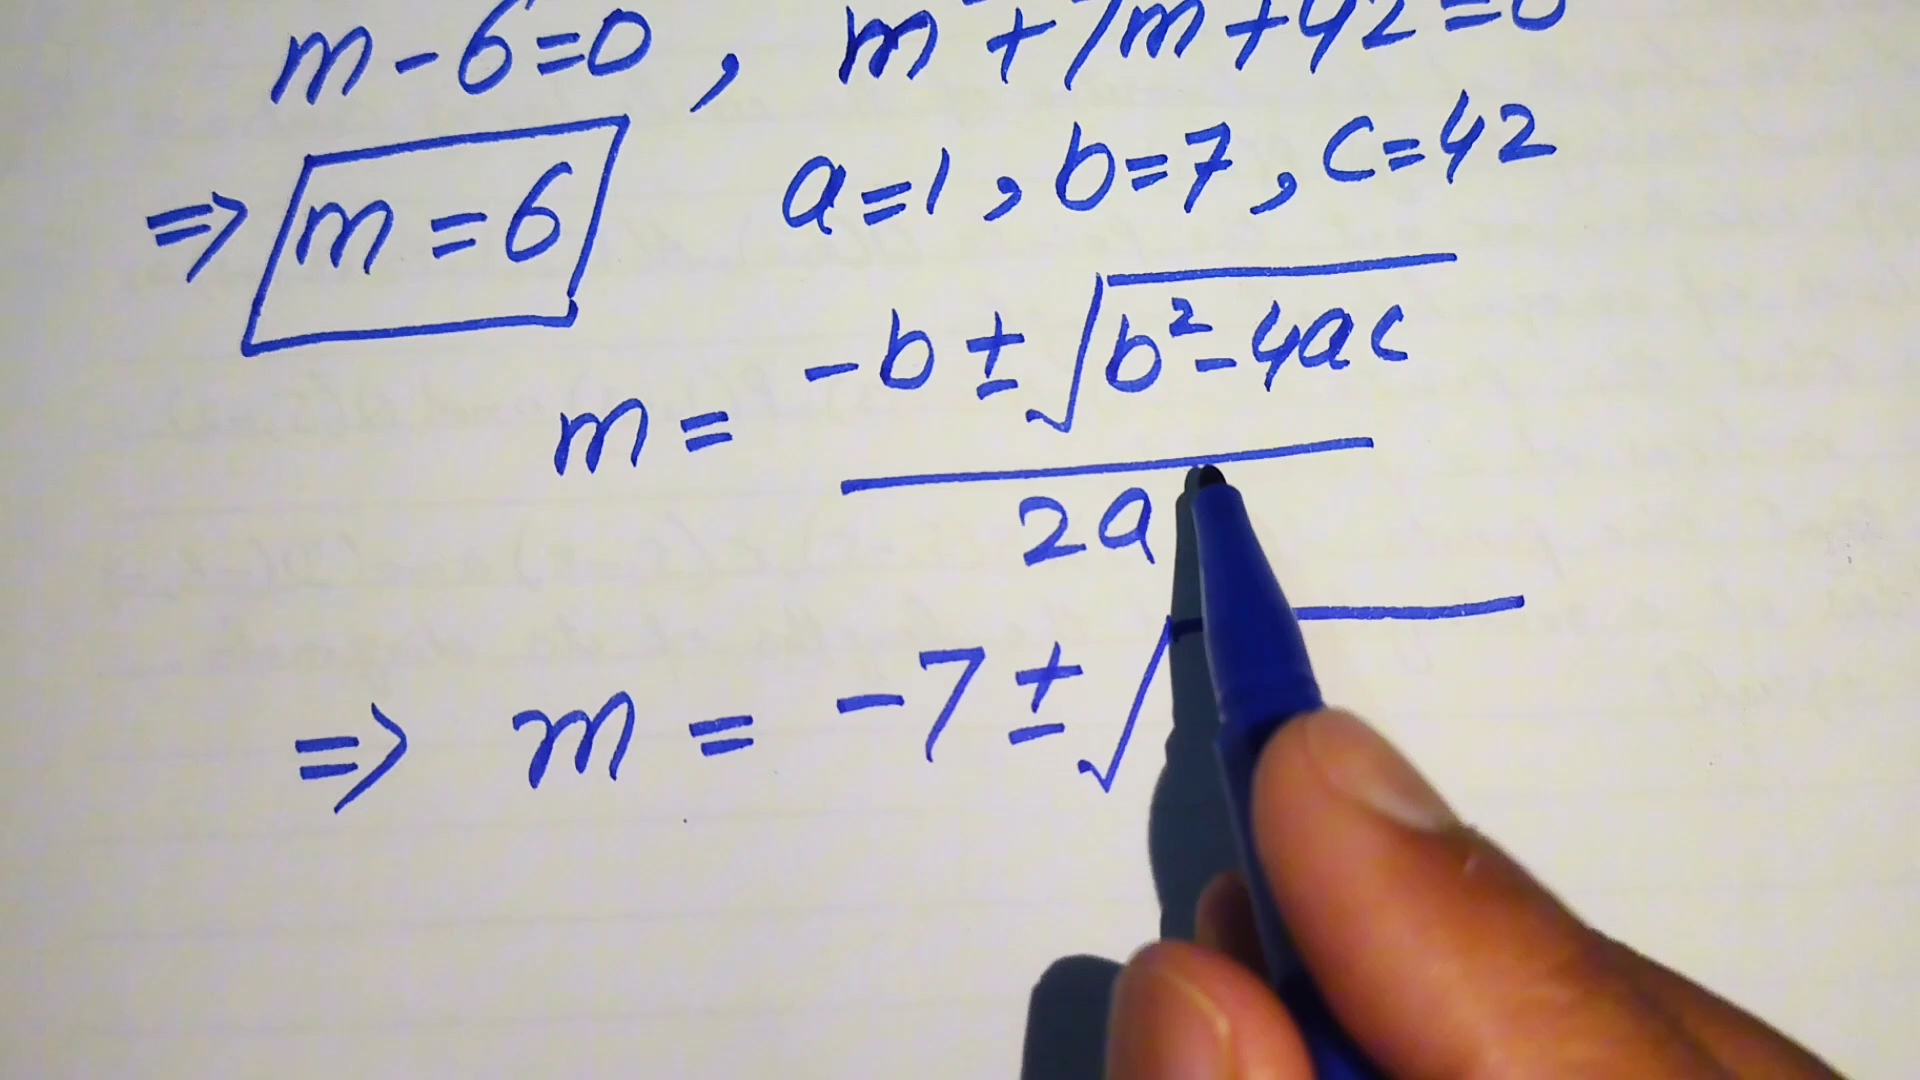 m - 6 = 0 , m² + 7m + 42 = 0
⇒ m = 6 a = 1 , b = 7 , c = 42
m = (-b ± √(b² - 4ac)) / 2a
⇒ m = -7 ± √